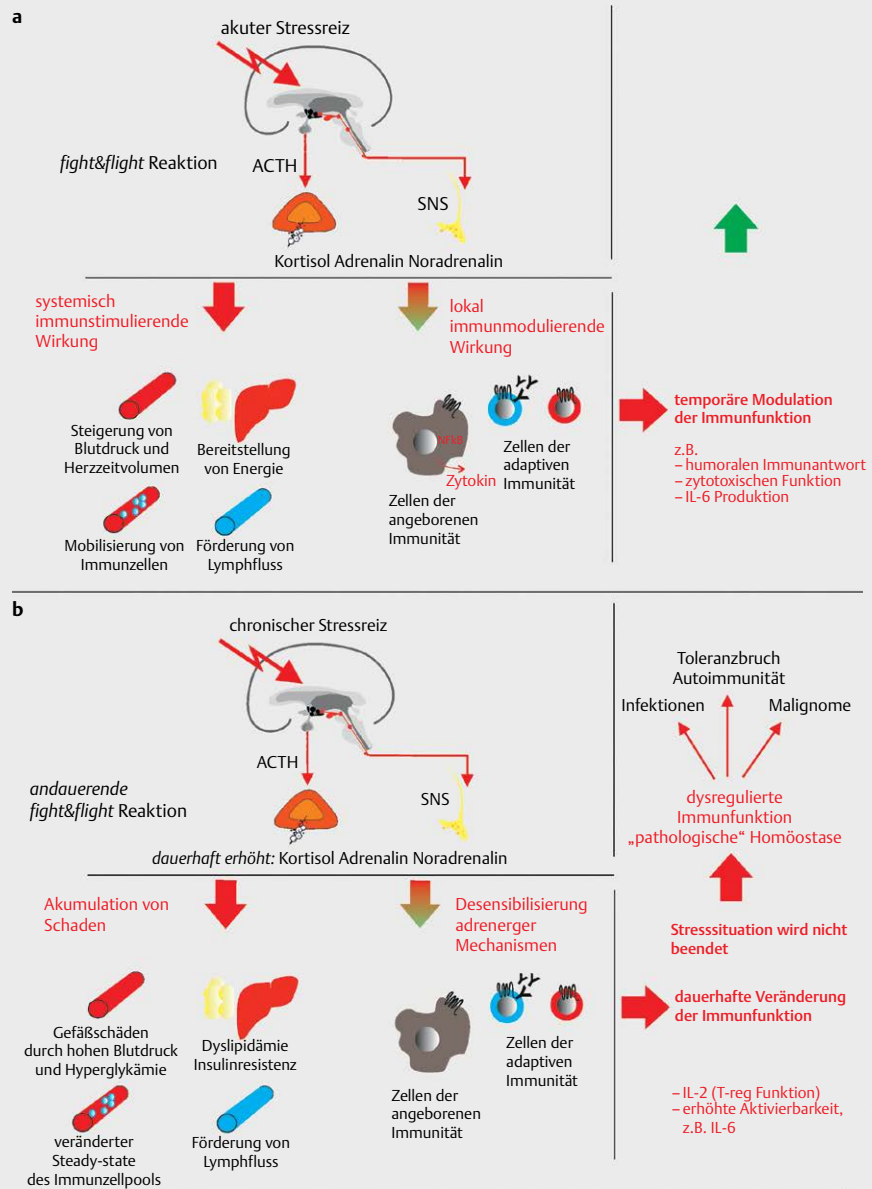 a
akuter Stressreiz
fight&flight Reaktion
ACTH
SNS
Kortisol Adrenalin Noradrenalin
systemisch
immunstimulierende
Wirkung
lokal
immunmodulierende
Wirkung
Steigerung von
Blutdruck und
Herzzeitvolumen
Bereitstellung
von Energie
Mobilisierung von
Immunzellen
Förderung von
Lymphfluss
NFkB
Zytokin
Zellen der
angeborenen
Immunität
Zellen der
adaptiven
Immunität
temporäre Modulation
der Immunfunktion
z.B.
– humoralen Immunantwort
– zytotoxischen Funktion
– IL-6 Produktion
b
chronischer Stressreiz
andauerende
fight&flight Reaktion
ACTH
SNS
dauerhaft erhöht: Kortisol Adrenalin Noradrenalin
Akumulation von
Schaden
Desensibilisierung
adrenerger
Mechanismen
Gefäßschäden
durch hohen Blutdruck
und Hyperglykämie
Dyslipidämie
Insulinresistenz
veränderter
Steady-state
des Immunzellpools
Förderung von
Lymphfluss
Zellen der
angeborenen
Immunität
Zellen der
adaptiven
Immunität
Toleranzbruch
Autoimmunität
Infektionen
Malignome
dysregulierte
Immunfunktion
„pathologische“ Homöostase
Stresssituation wird nicht
beendet
dauerhafte Veränderung
der Immunfunktion
– IL-2 (T-reg Funktion)
– erhöhte Aktivierbarkeit,
z.B. IL-6